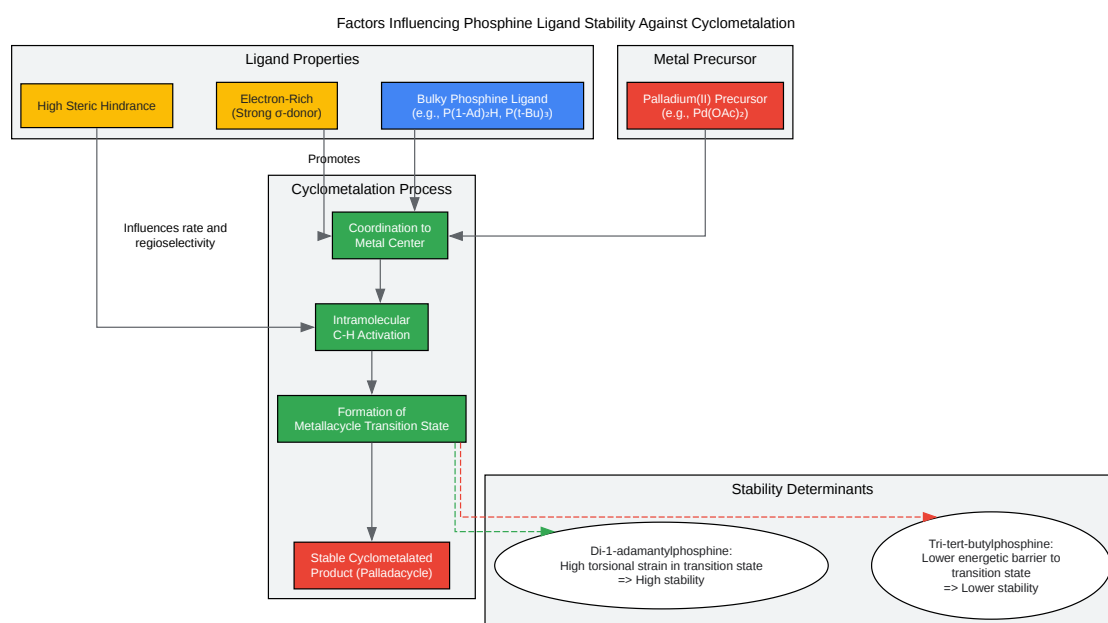 Factors Influencing Phosphine Ligand Stability Against Cyclometalation
Ligand Properties
Metal Precursor
High Steric Hindrance
Electron-Rich
(Strong σ-donor)
Bulky Phosphine Ligand
(e.g., P(1-Ad)₂H, P(t-Bu)₃)
Palladium(II) Precursor
(e.g., Pd(OAc)₂)
Promotes
Cyclometalation Process
Influences rate and
regioselectivity
Coordination to
Metal Center
Intramolecular
C-H Activation
Formation of
Metallacycle Transition State
Stability Determinants
Stable Cyclometalated
Product (Palladacycle)
Di-1-adamantylphosphine:
High torsional strain in transition state
=> High stability
Tri-tert-butylphosphine:
Lower energetic barrier to
transition state
=> Lower stability